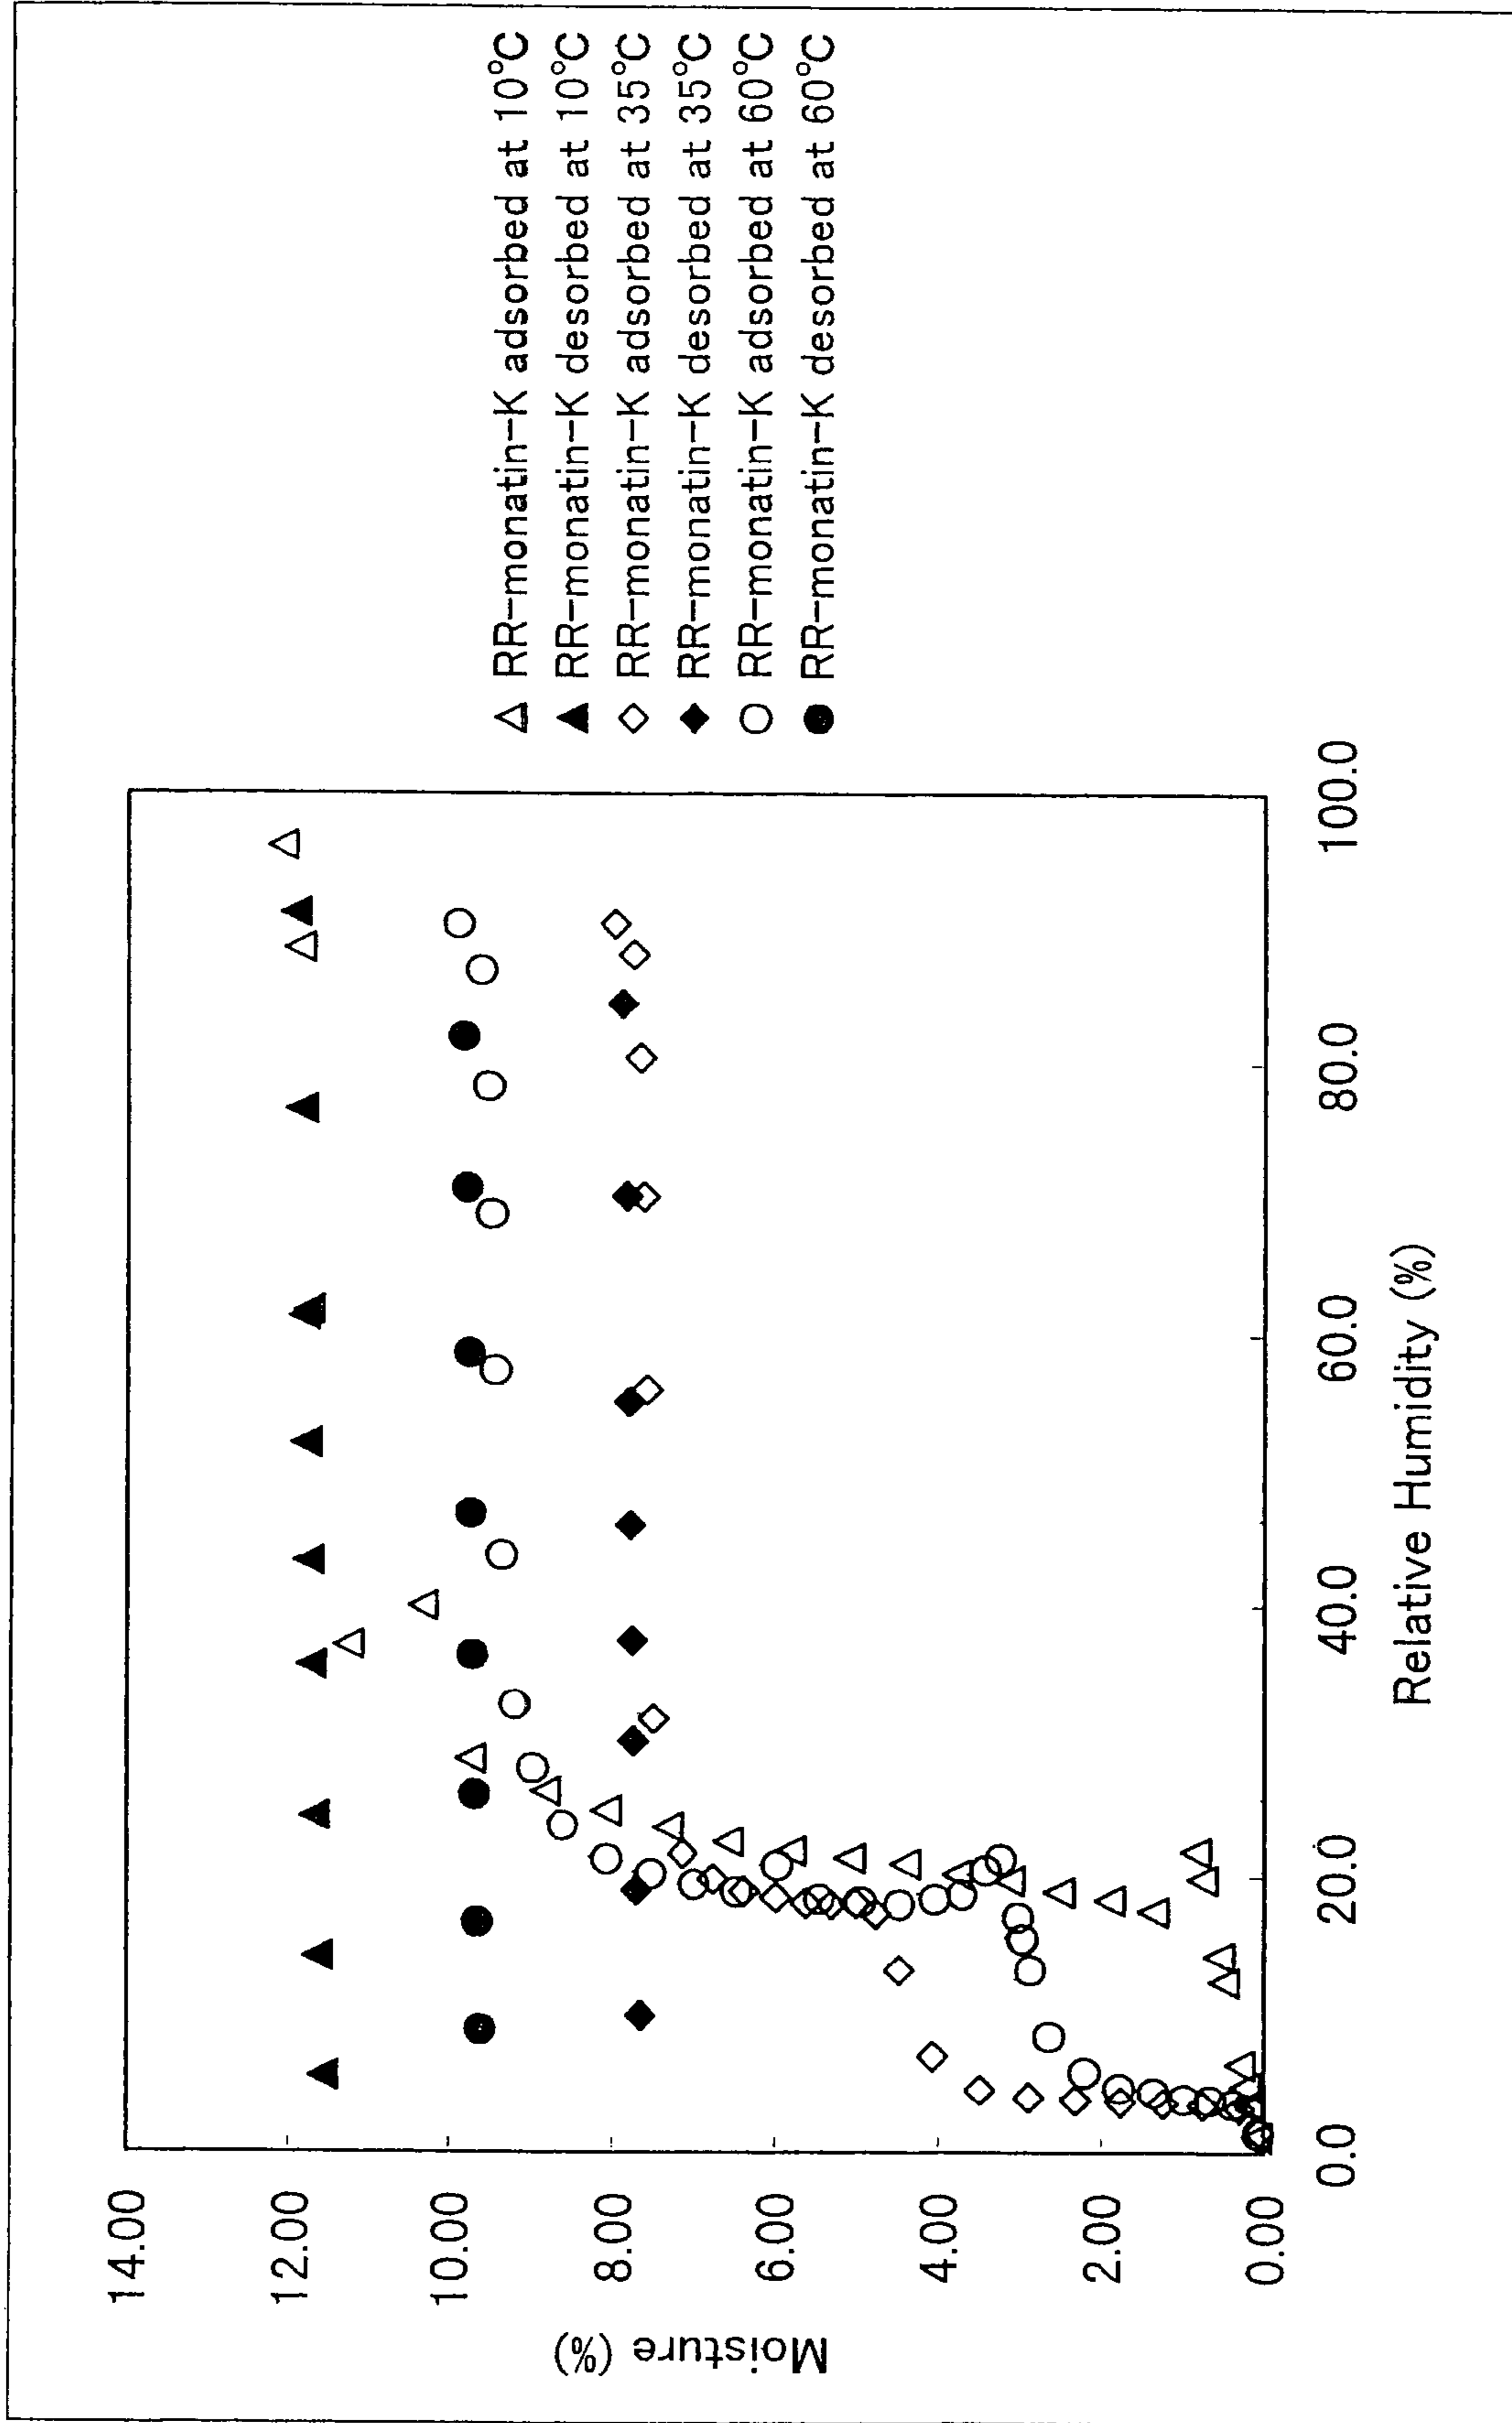 14.00
12.00
10.00
8.00
6.00
4.00
2.00
0.00
Moisture (%)
0.0
20.0
40.0
60.0
80.0
100.0
Relative Humidity (%)
RR-monatin-K adsorbed at 10°C
RR-monatin-K desorbed at 10°C
RR-monatin-K adsorbed at 35°C
RR-monatin-K desorbed at 35°C
RR-monatin-K adsorbed at 60°C
RR-monatin-K desorbed at 60°C